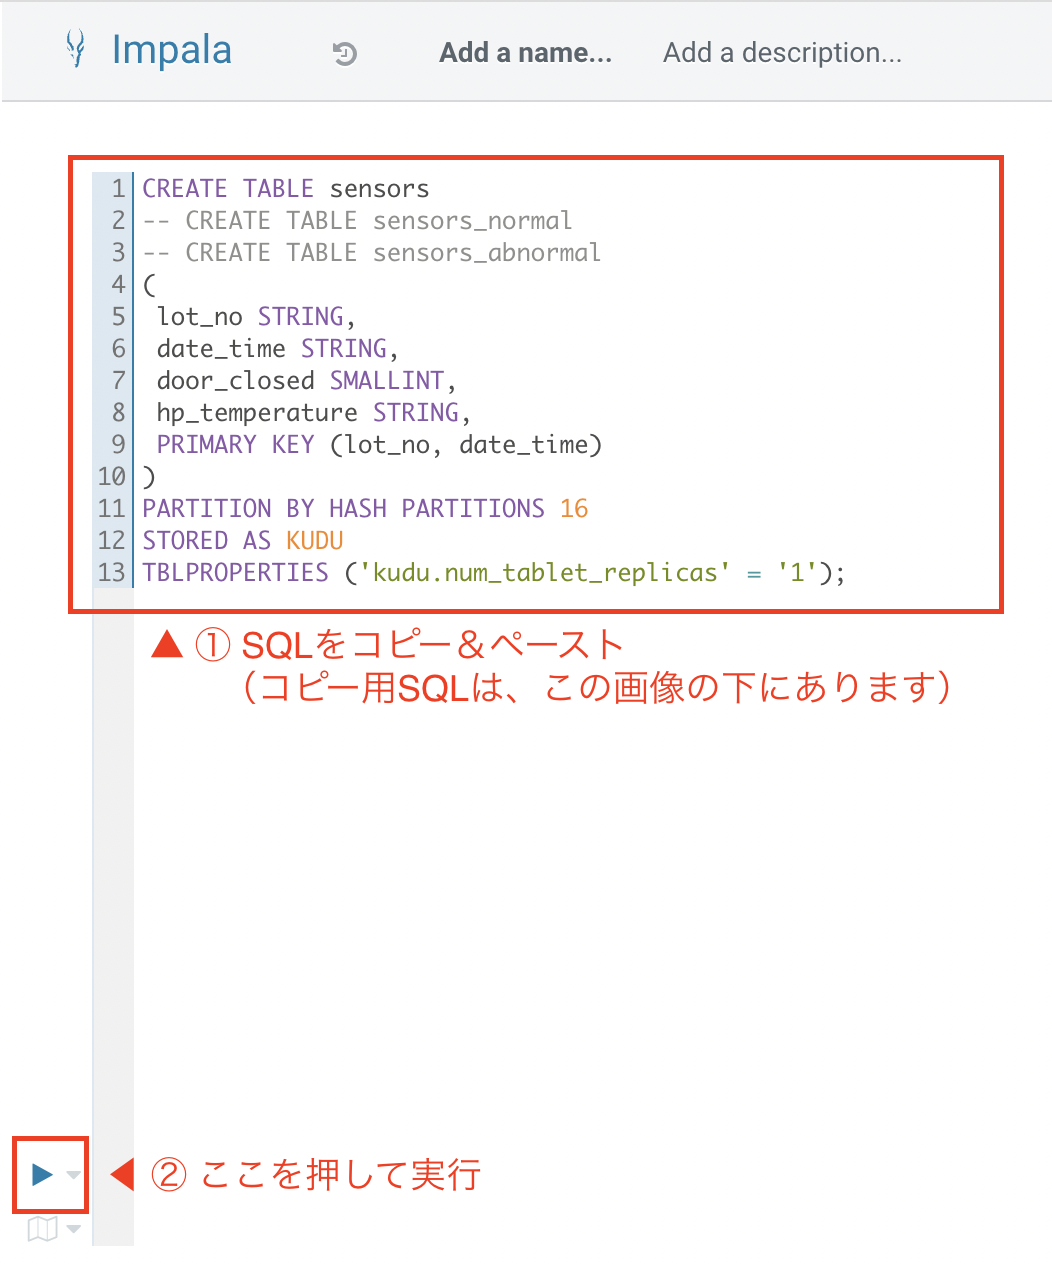 Impala Add a name... Add a description...
1 CREATE TABLE sensors
2 -- CREATE TABLE sensors_normal
3 -- CREATE TABLE sensors_abnormal
4 (
5 lot_no STRING,
6 date_time STRING,
7 door_closed SMALLINT,
8 hp_temperature STRING,
9 PRIMARY KEY (lot_no, date_time)
10 )
11 PARTITION BY HASH PARTITIONS 16
12 STORED AS KUDU
13 TBLPROPERTIES ('kudu.num_tablet_replicas' = '1');
▲ ① SQLをコピー＆ペースト
（コピー用SQLは、この画像の下にあります）
◀ ② ここを押して実行